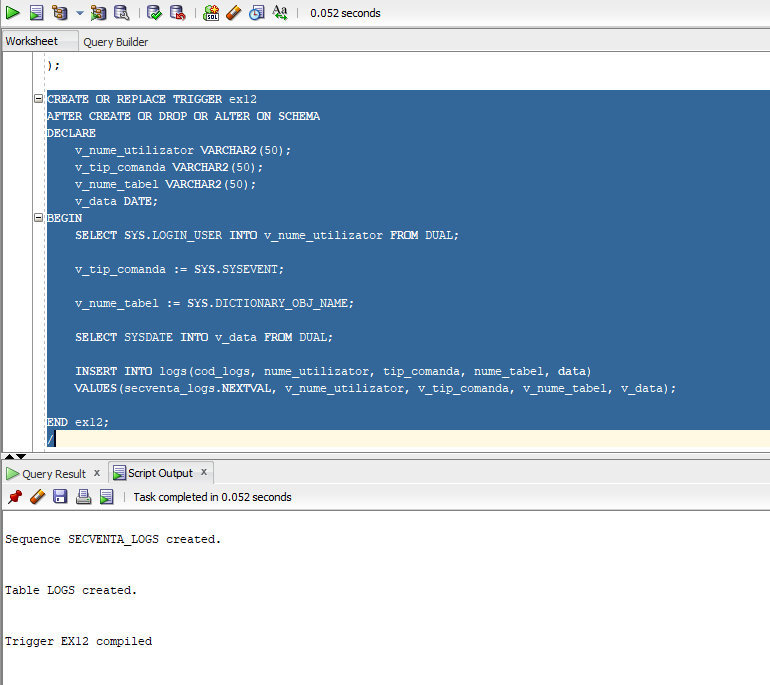 0.052 seconds
Worksheet Query Builder
);
CREATE OR REPLACE TRIGGER ex12
AFTER CREATE OR DROP OR ALTER ON SCHEMA
DECLARE
    v_nume_utilizator VARCHAR2(50);
    v_tip_comanda VARCHAR2(50);
    v_nume_tabel VARCHAR2(50);
    v_data DATE;
BEGIN
    SELECT SYS.LOGIN_USER INTO v_nume_utilizator FROM DUAL;
    v_tip_comanda := SYS.SYSEVENT;
    v_nume_tabel := SYS.DICTIONARY_OBJ_NAME;
    SELECT SYSDATE INTO v_data FROM DUAL;
    INSERT INTO logs(cod_logs, nume_utilizator, tip_comanda, nume_tabel, data)
    VALUES(secventa_logs.NEXTVAL, v_nume_utilizator, v_tip_comanda, v_nume_tabel, v_data);
END ex12;
/
Query Result x Script Output x
Task completed in 0.052 seconds
Sequence SECVENTA_LOGS created.
Table LOGS created.
Trigger EX12 compiled